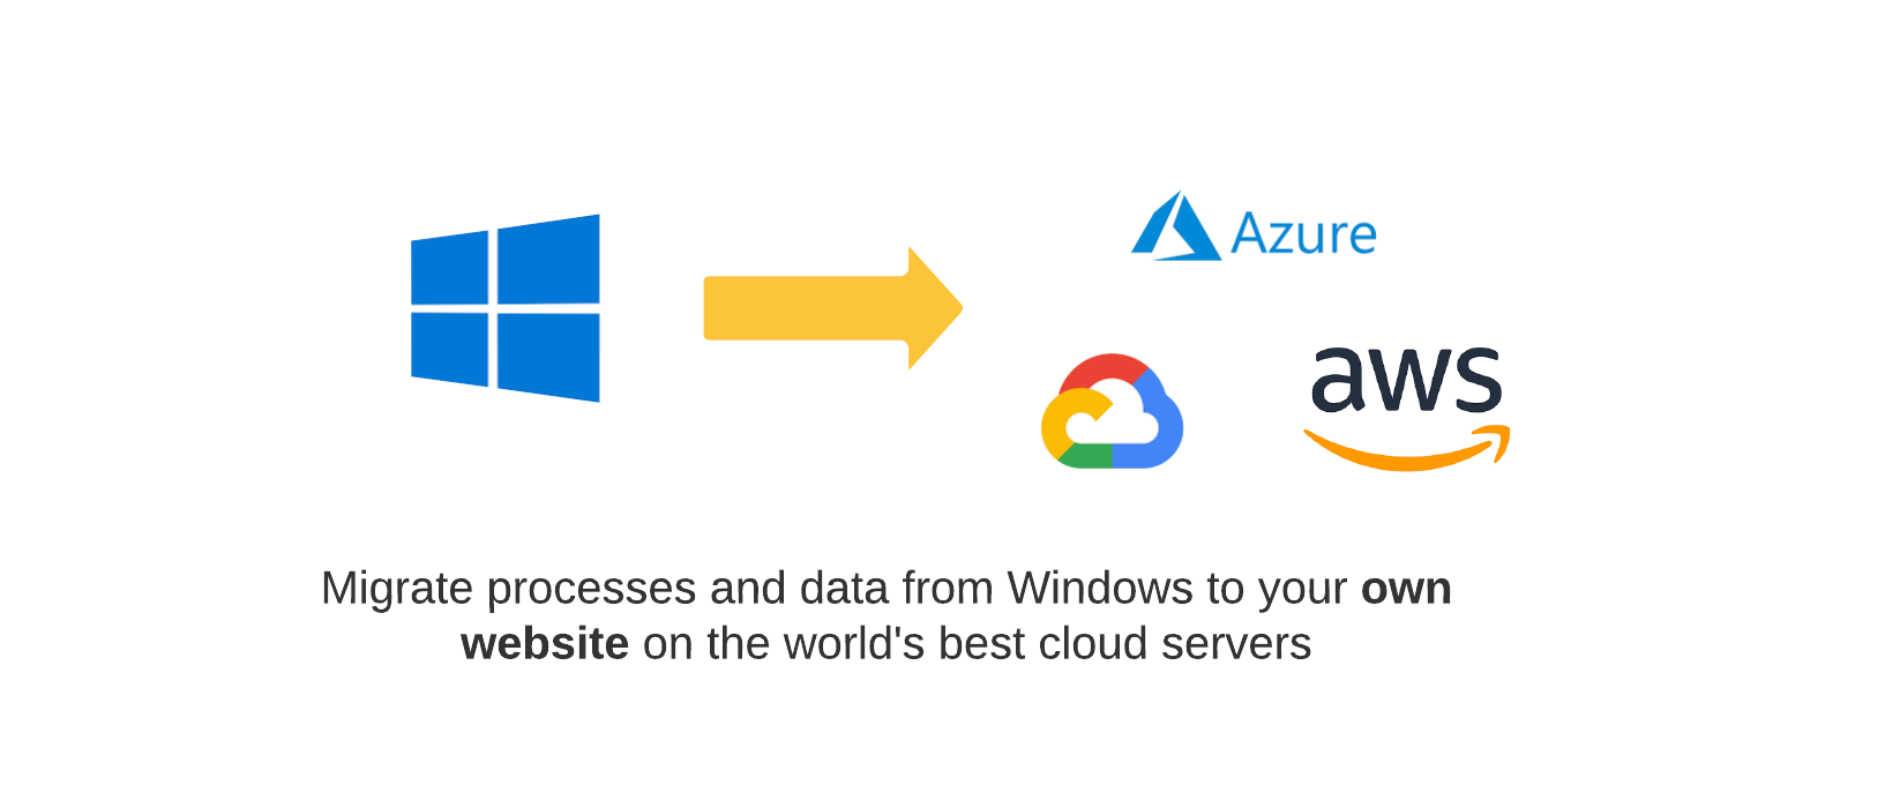 Azure
aws
Migrate processes and data from Windows to your own
website on the world's best cloud servers